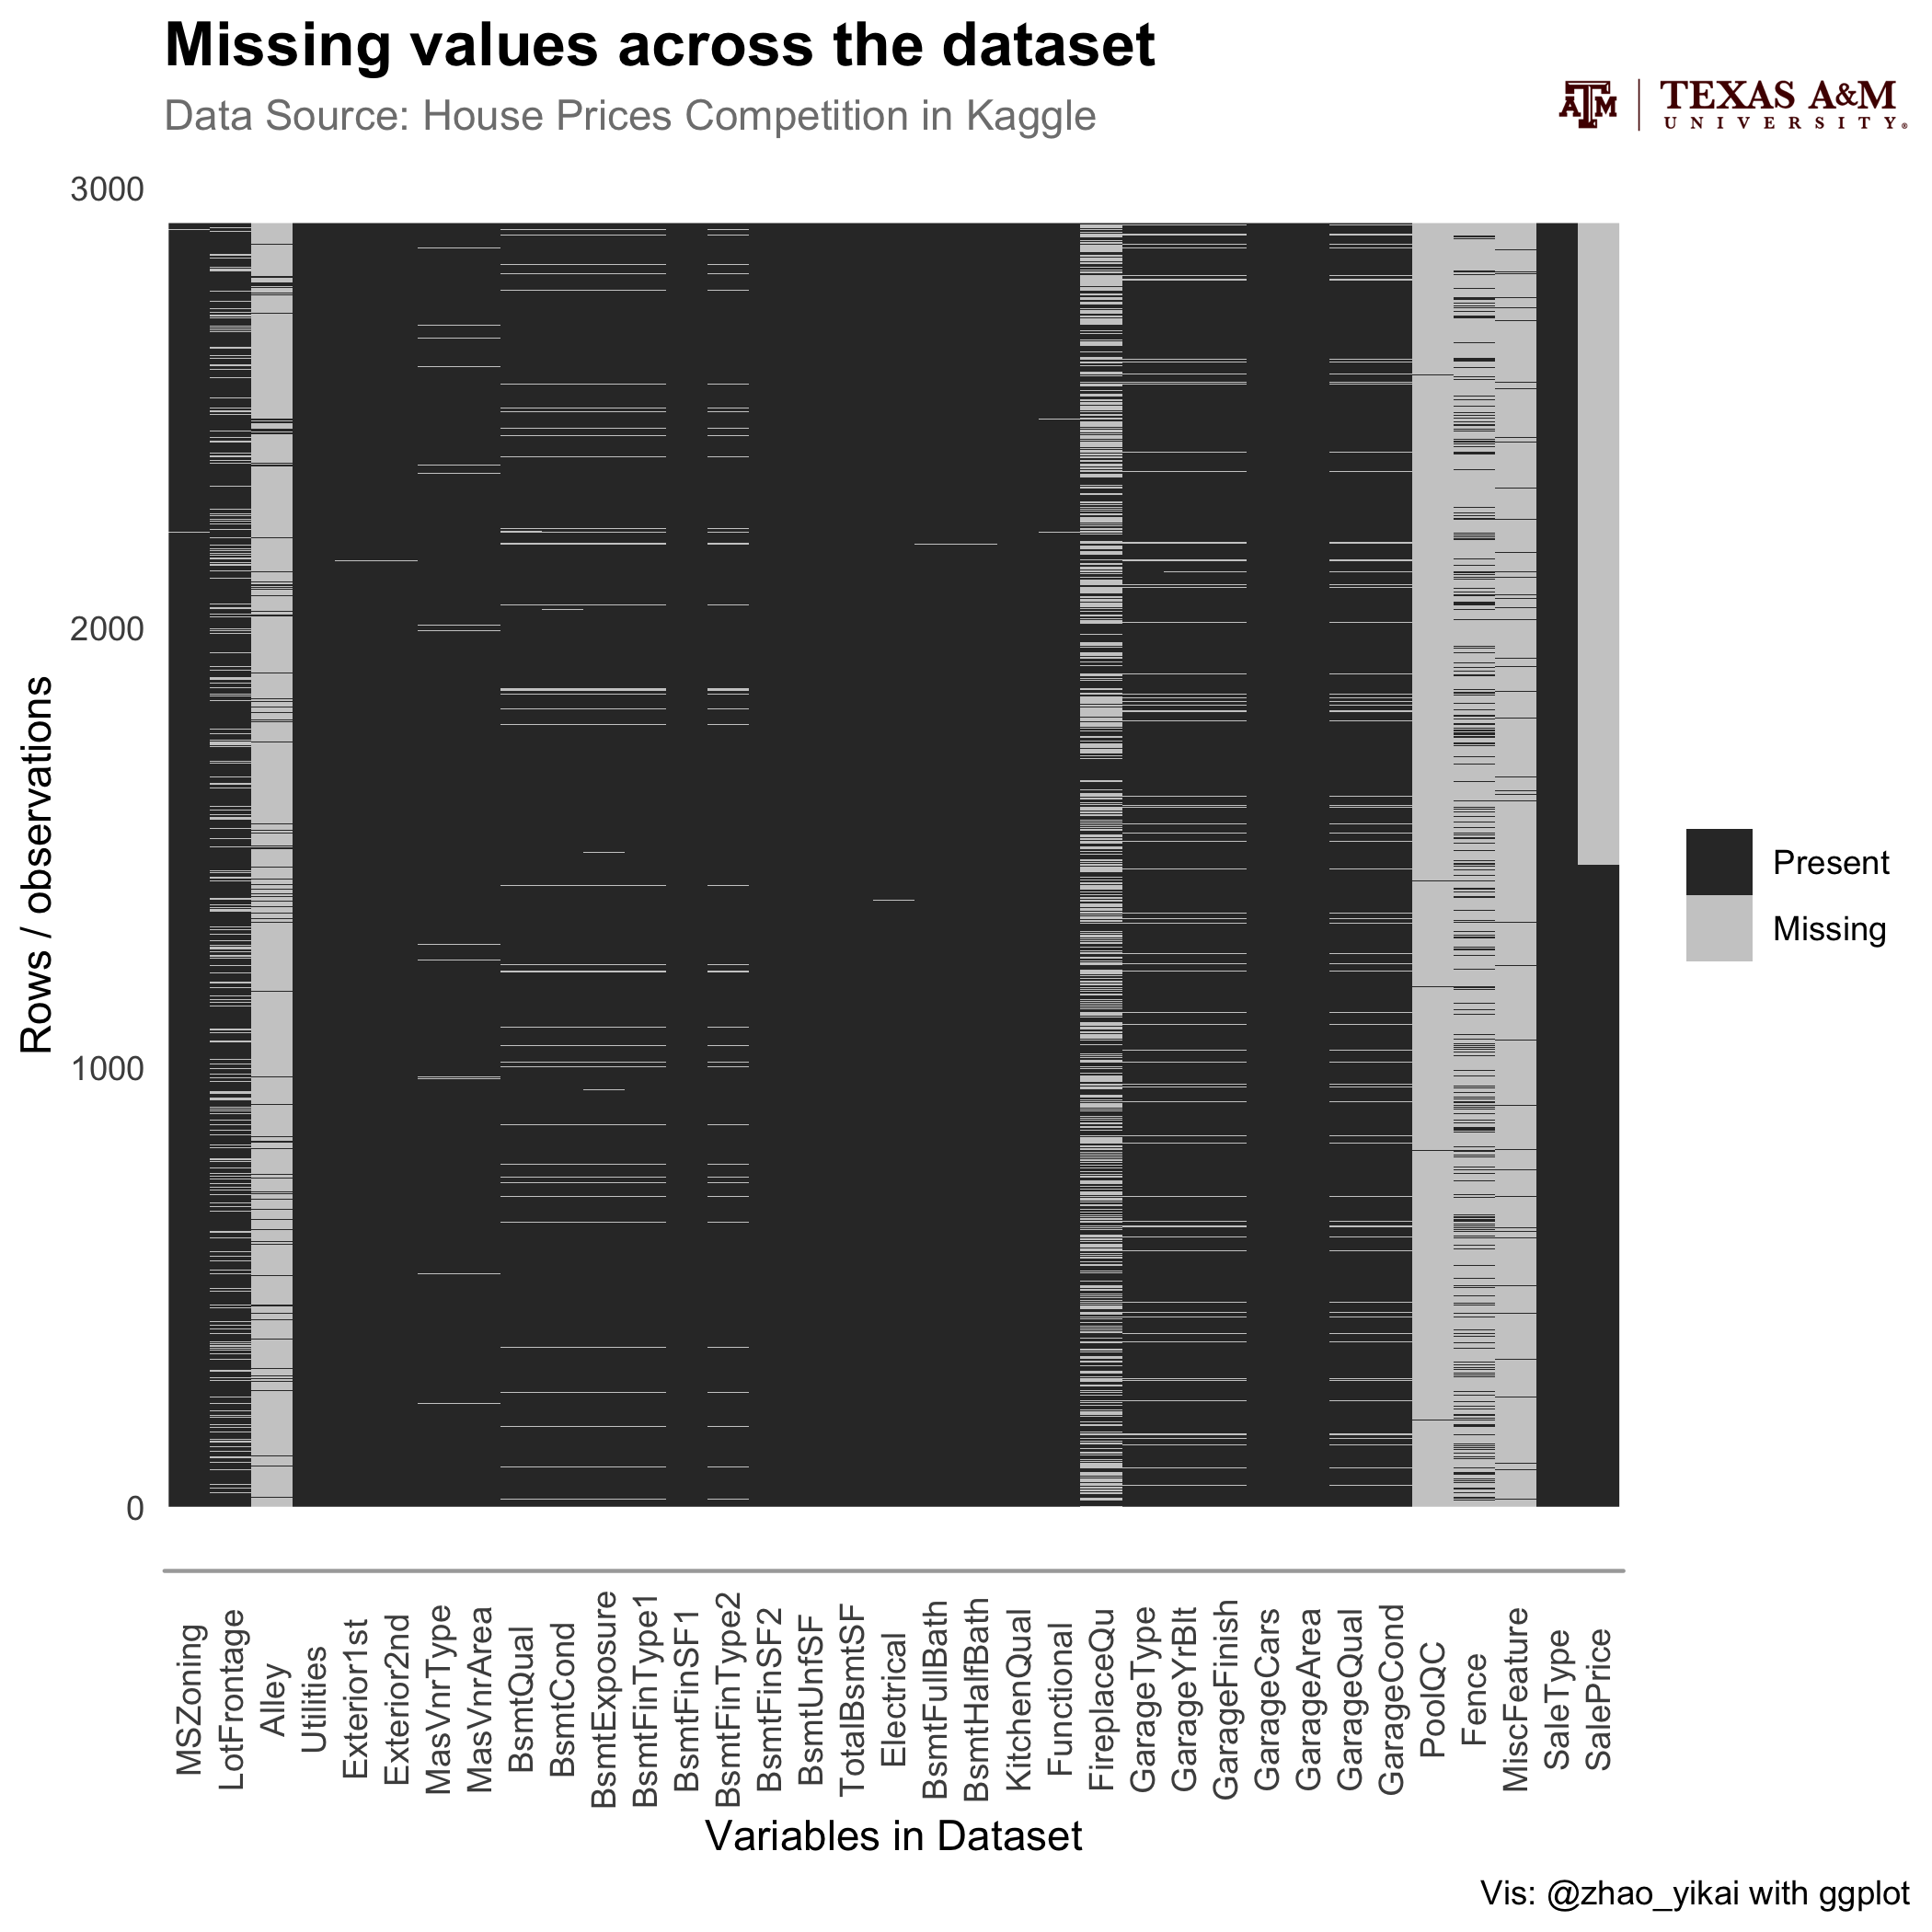 Missing values across the dataset
Data Source: House Prices Competition in Kaggle
ATM
TEXAS A&M
UNIVERSITY®
3000
2000
1000
0
Rows / observations
Present
Missing
MSZoning
LotFrontage
Alley
Utilities
Exterior1st
Exterior2nd
MasVnrType
MasVnrArea
BsmtQual
BsmtCond
BsmtExposure
BsmtFinType1
BsmtFinSF1
BsmtFinType2
BsmtFinSF2
BsmtUnfSF
TotalBsmtSF
Electrical
BsmtFullBath
BsmtHalfBath
KitchenQual
Functional
FireplaceQu
GarageType
GarageYrBlt
GarageFinish
GarageCars
GarageArea
GarageQual
GarageCond
PoolQC
Fence
MiscFeature
SaleType
SalePrice
Variables in Dataset
Vis: @zhao_yikai with ggplot